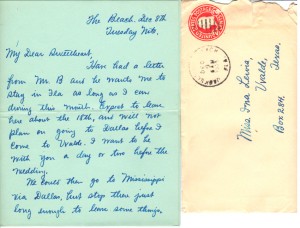 The Beach, Dec 8th
Tuesday Nite.
My Dear Sweetheart:
Have had a letter
from Mr. B and he wants me to
stay in Fla as long as I can
during this month. Expect to leave
here about the 18th, and will not
plan on going to Dallas before I
come to Uvalde. I want to be
with you a day or two before the
wedding.
We could then go to Mississippi
via Dallas, but stop there just
long enough to leave some things,
Miss Ina Lewis,
Uvalde,
Texas.
Box 284.